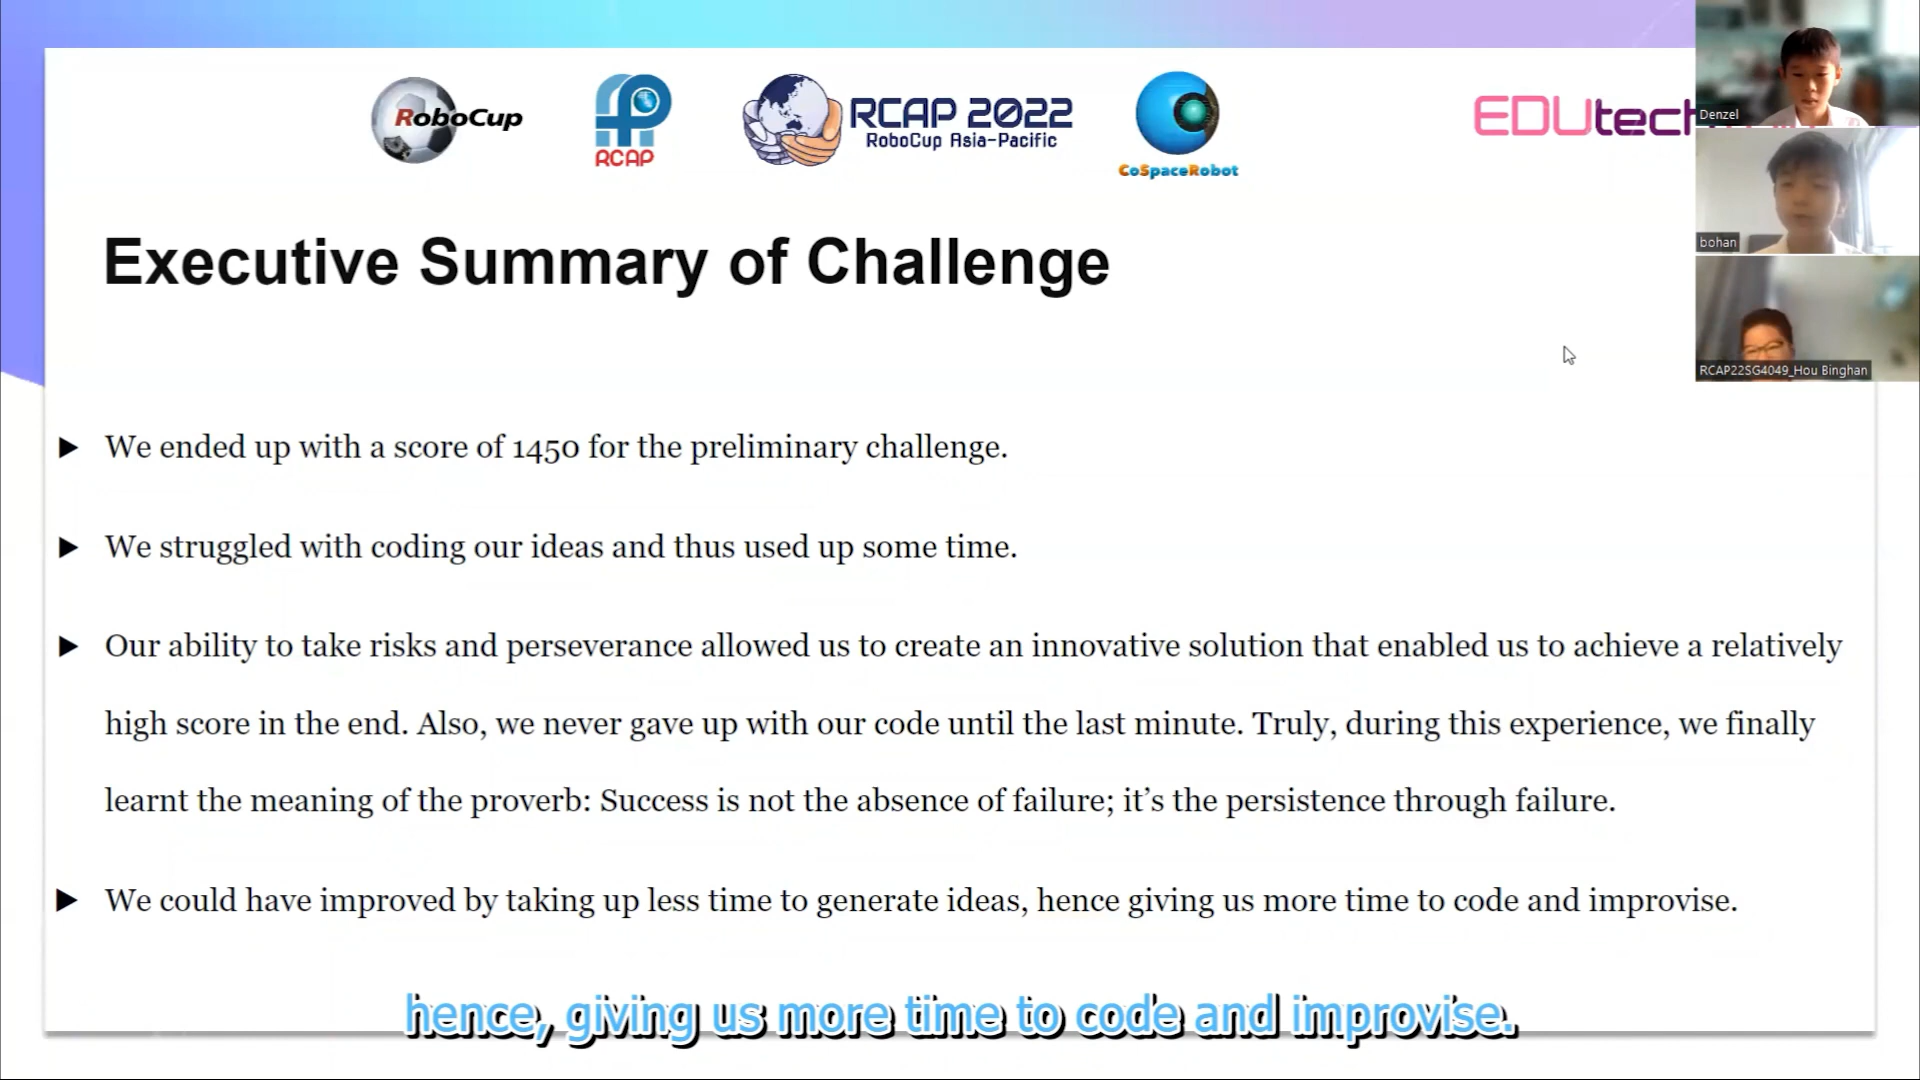 RoboCup
RCAP
RCAP 2022
RoboCup Asia-Pacific
CoSpaceRobot
EDUtech
Denzel
bohan
RCAP22SG4049_Hou Binghan
Executive Summary of Challenge
We ended up with a score of 1450 for the preliminary challenge.
We struggled with coding our ideas and thus used up some time.
Our ability to take risks and perseverance allowed us to create an innovative solution that enabled us to achieve a relatively
high score in the end. Also, we never gave up with our code until the last minute. Truly, during this experience, we finally
learnt the meaning of the proverb: Success is not the absence of failure; it’s the persistence through failure.
We could have improved by taking up less time to generate ideas, hence giving us more time to code and improvise.
hence, giving us more time to code and improvise.